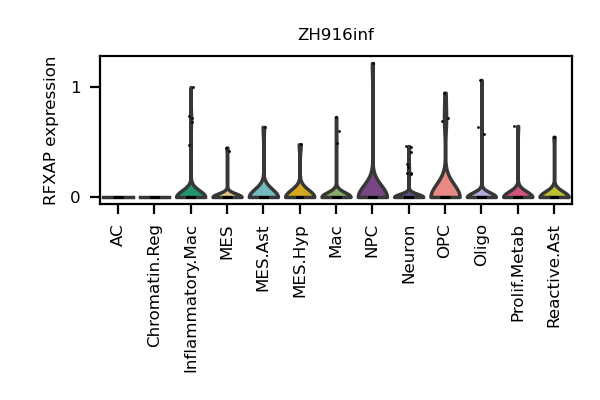 ZH916inf
RFXAP expression
1
0
AC
Chromatin.Reg
Inflammatory.Mac
MES
MES.Ast
MES.Hyp
Mac
NPC
Neuron
OPC
Oligo
Prolif.Metab
Reactive.Ast